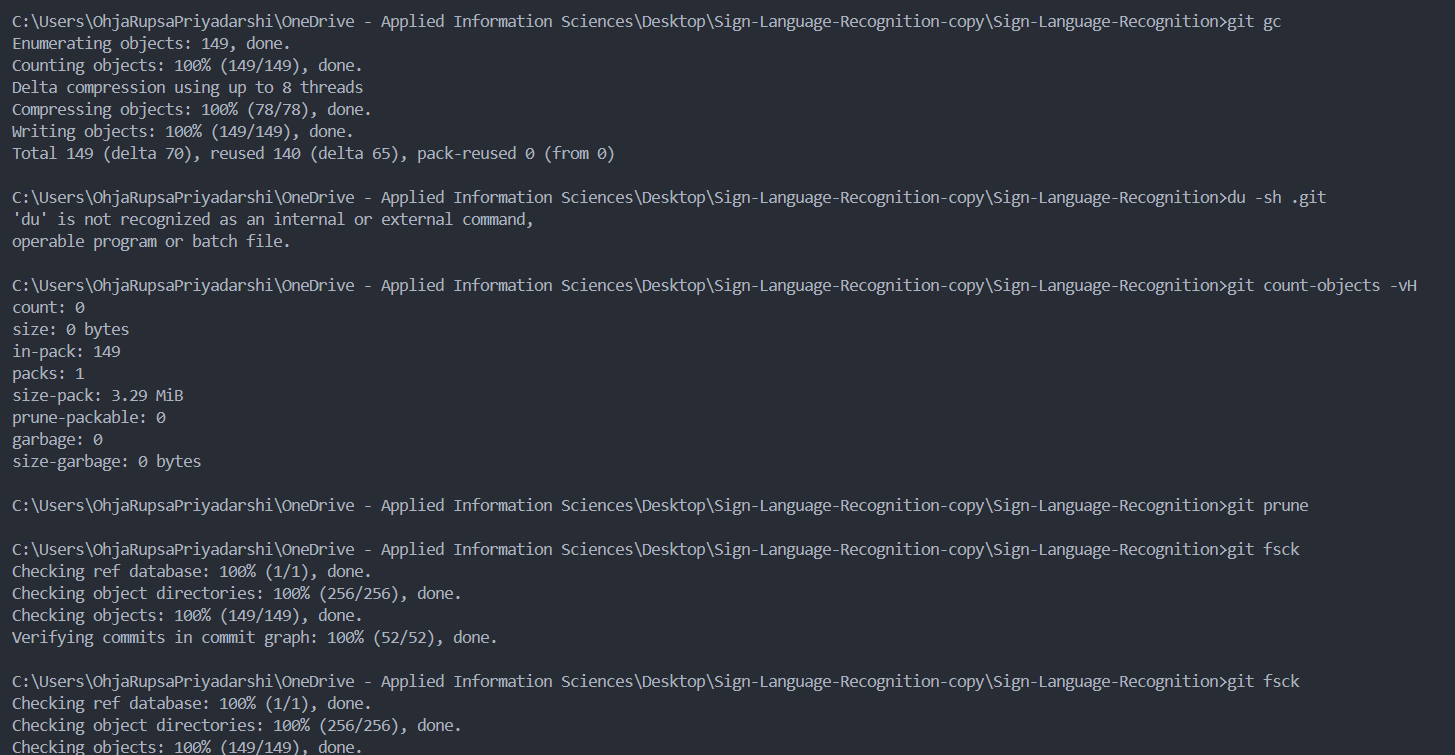 C:\Users\OhjaRupsaPriyadarshi\OneDrive - Applied Information Sciences\Desktop\Sign-Language-Recognition-copy\Sign-Language-Recognition>git gc
Enumerating objects: 149, done.
Counting objects: 100% (149/149), done.
Delta compression using up to 8 threads
Compressing objects: 100% (78/78), done.
Writing objects: 100% (149/149), done.
Total 149 (delta 70), reused 140 (delta 65), pack-reused 0 (from 0)
C:\Users\OhjaRupsaPriyadarshi\OneDrive - Applied Information Sciences\Desktop\Sign-Language-Recognition-copy\Sign-Language-Recognition>du -sh .git
'du' is not recognized as an internal or external command,
operable program or batch file.
C:\Users\OhjaRupsaPriyadarshi\OneDrive - Applied Information Sciences\Desktop\Sign-Language-Recognition-copy\Sign-Language-Recognition>git count-objects -vH
count: 0
size: 0 bytes
in-pack: 149
packs: 1
size-pack: 3.29 MiB
prune-packable: 0
garbage: 0
size-garbage: 0 bytes
C:\Users\OhjaRupsaPriyadarshi\OneDrive - Applied Information Sciences\Desktop\Sign-Language-Recognition-copy\Sign-Language-Recognition>git prune
C:\Users\OhjaRupsaPriyadarshi\OneDrive - Applied Information Sciences\Desktop\Sign-Language-Recognition-copy\Sign-Language-Recognition>git fsck
Checking ref database: 100% (1/1), done.
Checking object directories: 100% (256/256), done.
Checking objects: 100% (149/149), done.
Verifying commits in commit graph: 100% (52/52), done.
C:\Users\OhjaRupsaPriyadarshi\OneDrive - Applied Information Sciences\Desktop\Sign-Language-Recognition-copy\Sign-Language-Recognition>git fsck
Checking ref database: 100% (1/1), done.
Checking object directories: 100% (256/256), done.
Checking objects: 100% (149/149), done.